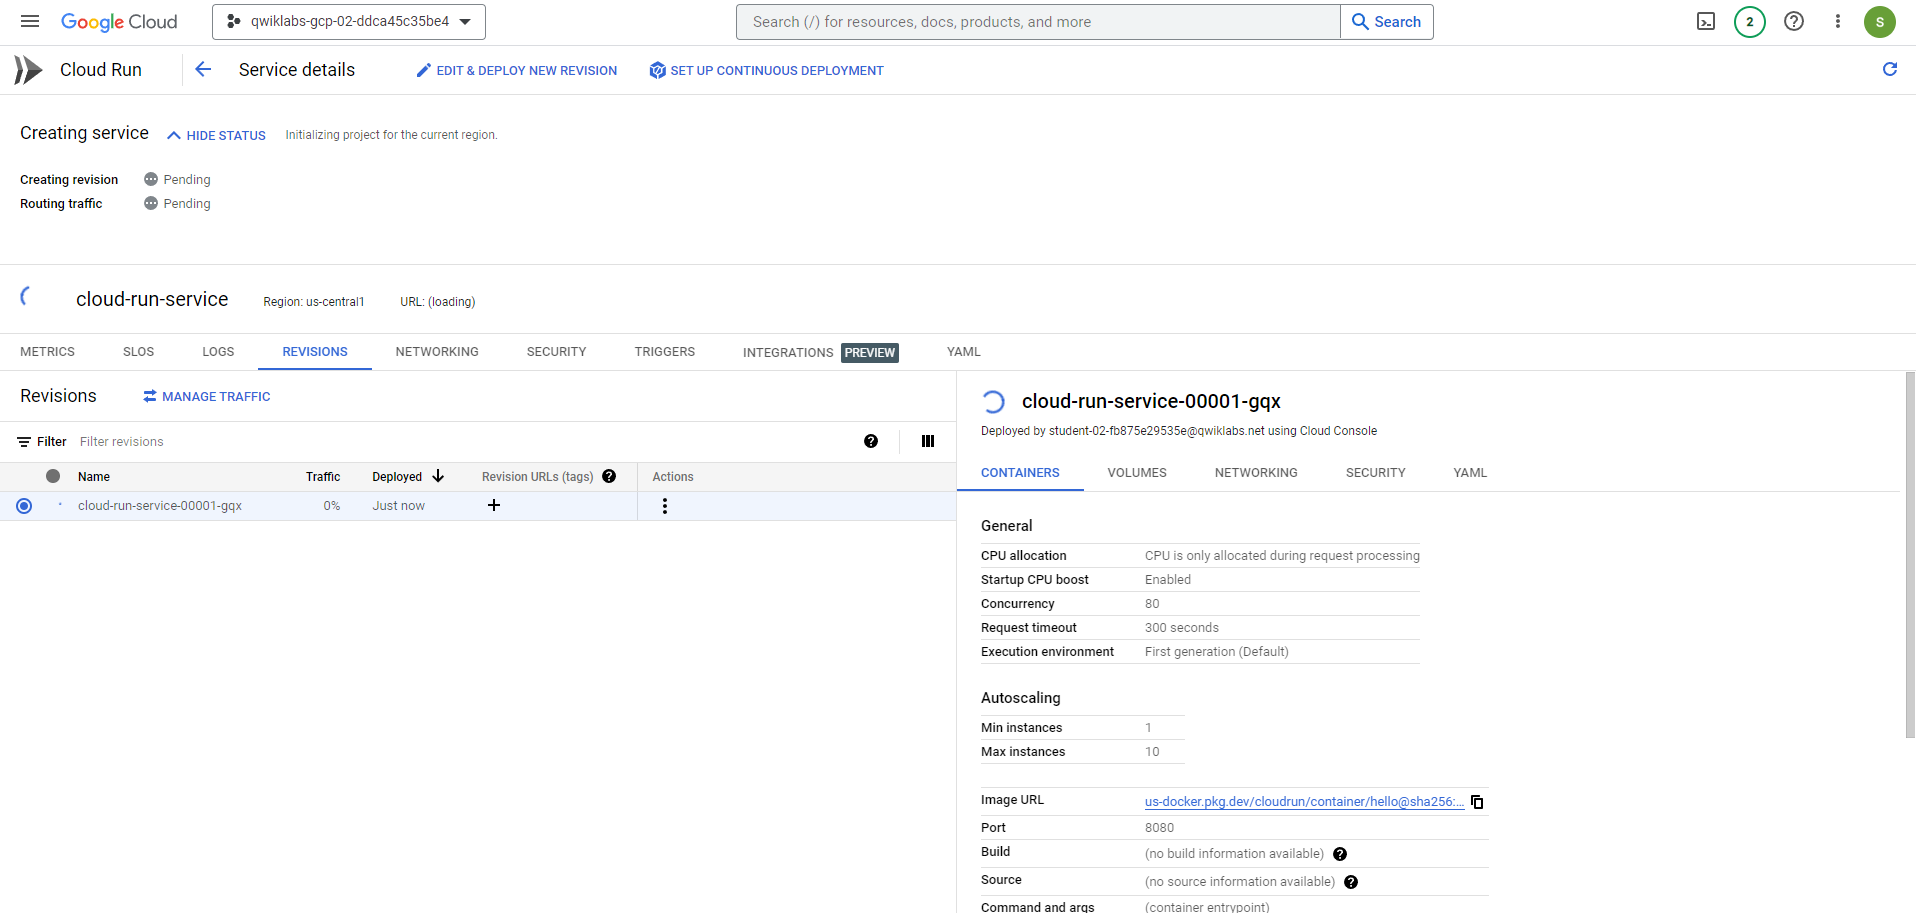 Google Cloud
qwiklabs-gcp-02-ddca45c35be4
Search (/) for resources, docs, products, and more
Search
2
S
Cloud Run
Service details
EDIT & DEPLOY NEW REVISION
SET UP CONTINUOUS DEPLOYMENT
Creating service
HIDE STATUS
Initializing project for the current region.
Creating revision
Pending
Routing traffic
Pending
cloud-run-service
Region: us-central1
URL: (loading)
METRICS
SLOS
LOGS
REVISIONS
NETWORKING
SECURITY
TRIGGERS
INTEGRATIONS
PREVIEW
YAML
Revisions
MANAGE TRAFFIC
Filter
Filter revisions
Name
Traffic
Deployed
Revision URLs (tags)
Actions
cloud-run-service-00001-gqx
0%
Just now
cloud-run-service-00001-gqx
Deployed by student-02-fb875e29535e@qwiklabs.net using Cloud Console
CONTAINERS
VOLUMES
NETWORKING
SECURITY
YAML
General
CPU allocation
CPU is only allocated during request processing
Startup CPU boost
Enabled
Concurrency
80
Request timeout
300 seconds
Execution environment
First generation (Default)
Autoscaling
Min instances
1
Max instances
10
Image URL
us-docker.pkg.dev/cloudrun/container/hello@sha256:...
Port
8080
Build
(no build information available)
Source
(no source information available)
Command and args
(container entrypoint)